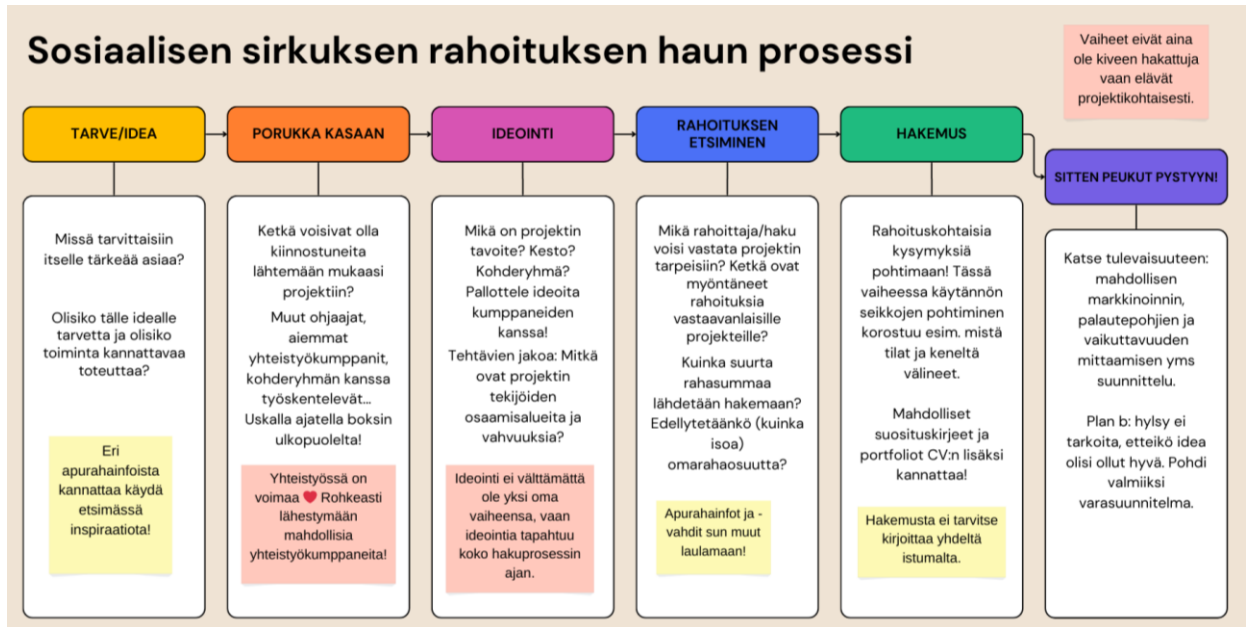 Sosiaalisen sirkuksen rahoituksen haun prosessi
Vaiheet eivät aina
ole kiveen hakattuja
vaan elävät
projektikohtaisesti.
TARVE/IDEA
Missä tarvittaisiin
itselle tärkeää asiaa?
Olisiko tälle idealle
tarvetta ja olisiko
toiminta kannattavaa
toteuttaa?
Eri
apurahainfoista
kannattaa käydä
etsimässä
inspiraatiota!
PORUKKA KASAAN
Ketkä voisivat olla
kiinnostuneita
lähtemään mukaasi
projektiin?
Muut ohjaajat,
aiemmat
yhteistyökumppanit,
kohderyhmän kanssa
työskentelevät...
Uskalla ajatella boksin
ulkopuolelta!
Yhteistyössä on
voimaa ❤️ Rohkeasti
lähestymään
mahdollisia
yhteistyökumppaneita!
IDEOINTI
Mikä on projektin
tavoite? Kesto?
Kohderyhmä?
Pallottele ideoita
kumppaneiden
kanssa!
Tehtävien jakoa: Mitkä
ovat projektin
tekijöiden
osaamisalueita ja
vahvuuksia?
Ideointi ei välttämättä
ole yksi oma
vaiheensa, vaan
ideointia tapahtuu
koko hakuprosessin
ajan.
RAHOITUKSEN
ETSIMINEN
Mikä rahoittaja/haku
voisi vastata projektin
tarpeisiin? Ketkä ovat
myöntäneet
rahoituksia
vastaavanlaisille
projekteille?
Kuinka suurta
rahasummaa
lähdetään hakemaan?
Edellytetäänkö (kuinka
isoa)
omarahaosuutta?
Apurahainfot ja -
vahdit sun muut
laulamaan!
HAKEMUS
Rahoituskohtaisia
kysymyksiä
pohtimaan! Tässä
vaiheessa käytännön
seikkojen pohtiminen
korostuu esim. mistä
tilat ja keneltä
välineet.
Mahdolliset
suosituskirjeet ja
portfoliot CV:n lisäksi
kannattaa!
Hakemusta ei tarvitse
kirjoittaa yhdeltä
istumalta.
SITTEN PEUKUT PYSTYYN!
Katse tulevaisuuteen:
mahdollisen
markkinoinnin,
palautepohjien ja
vaikuttavuuden
mittaamisen yms
suunnittelu.
Plan b: hylsy ei
tarkoita, etteikö idea
olisi ollut hyvä. Pohdi
valmiiksi
varasuunnitelma.